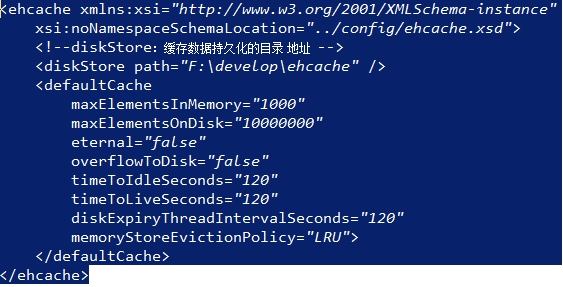 <ehcache xmlns:xsi="http://www.w3.org/2001/XMLSchema-instance"
xsi:noNamespaceSchemaLocation="../config/ehcache.xsd">
<!--diskStore：缓存数据持久化的目录 地址 -->
<diskStore path="F:\develop\ehcache" />
<defaultCache
maxElementsInMemory="1000"
maxElementsOnDisk="10000000"
eternal="false"
overflowToDisk="false"
timeToIdleSeconds="120"
timeToLiveSeconds="120"
diskExpiryThreadIntervalSeconds="120"
memoryStoreEvictionPolicy="LRU">
</defaultCache>
</ehcache>